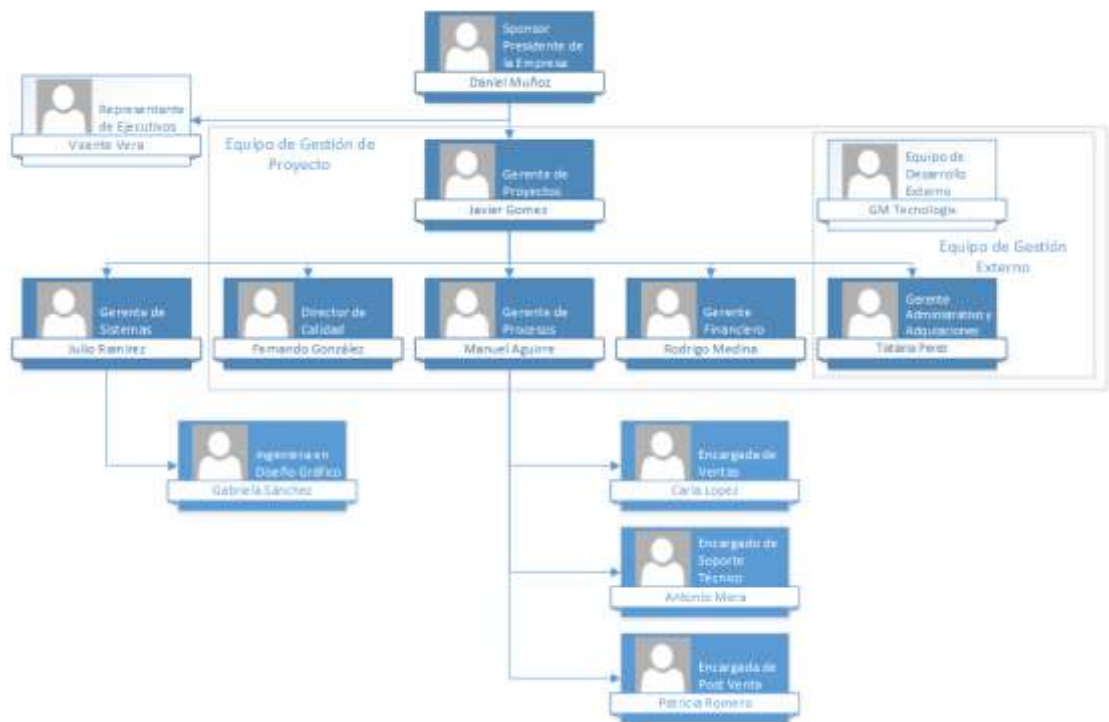 Sponsor
Presidente de
la Empresa
Daniel Muñoz
Representante
de Ejecutivos
Vicente Vera
Equipo de Gestión de
Proyecto
Gerente de
Proyectos
Javier Gomez
Equipo de
Desarrollo
Externo
GM Tecnologix
Equipo de Gestión
Externo
Gerente de
Sistemas
Julio Ramirez
Director de
Calidad
Fernando González
Gerente de
Procesos
Manuel Aguirre
Gerente
Financiero
Rodrigo Medina
Gerente
Administrativo y
Adquisiciones
Tatiana Perez
Ingeniera en
Diseño Gráfico
Gabriela Sánchez
Encargada de
Ventas
Carla Lopez
Encargado de
Soporte
Técnico
Antonio Mera
Encargada de
Post Venta
Patricia Romero